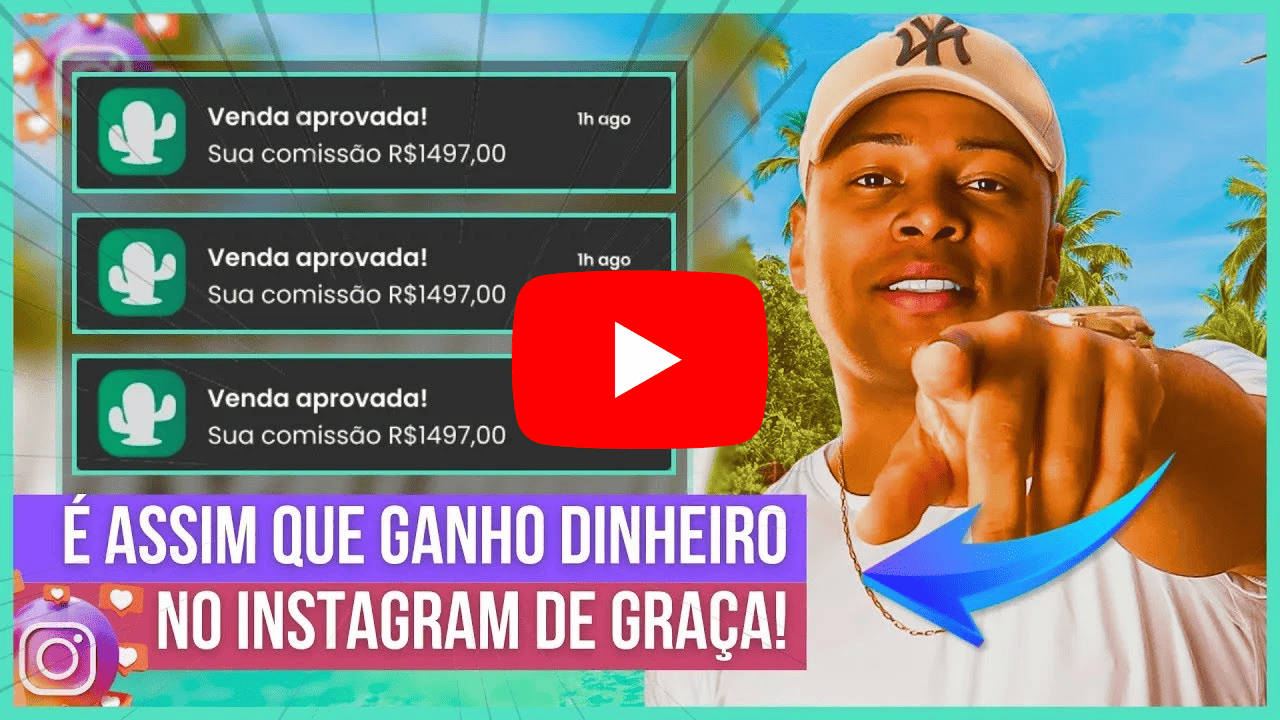 Venda aprovada!
1h ago
Sua comissão R$1497,00
Venda aprovada!
1h ago
Sua comissão R$1497,00
Venda aprovada!
Sua comissão R$1497,00
É ASSIM QUE GANHO DINHEIRO
NO INSTAGRAM DE GRAÇA!